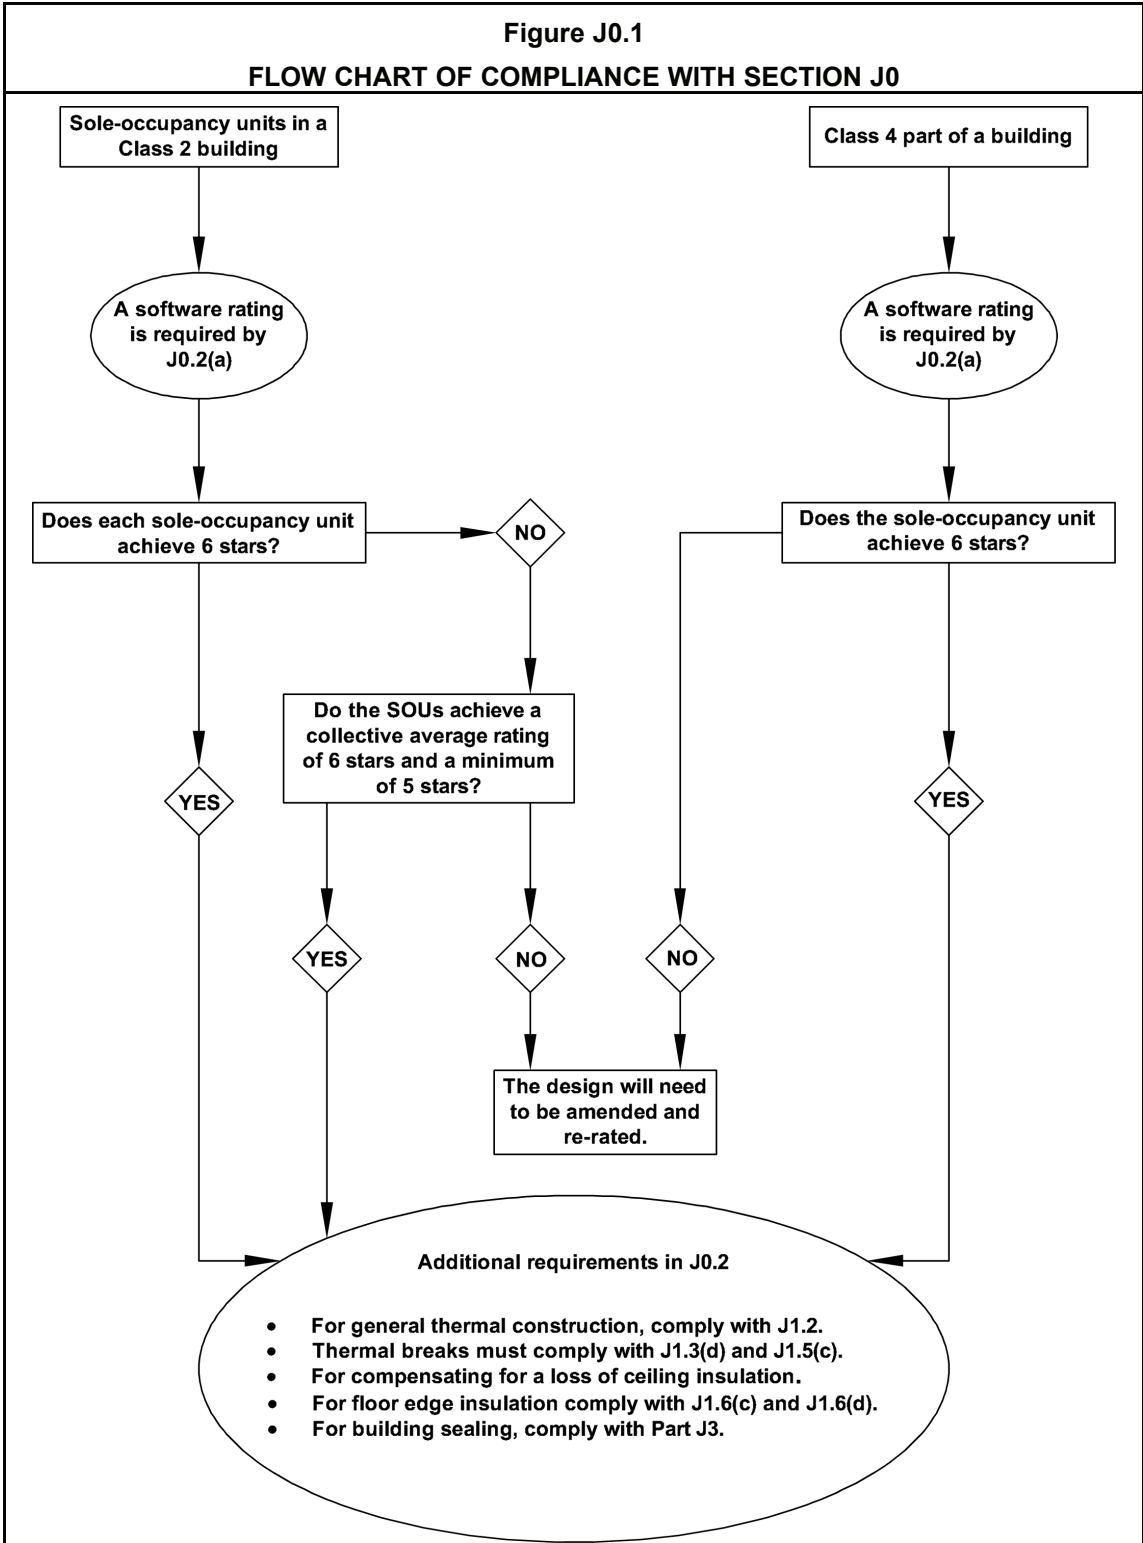 Figure J0.1
FLOW CHART OF COMPLIANCE WITH SECTION J0
Sole-occupancy units in a
Class 2 building
Class 4 part of a building
A software rating
is required by
J0.2(a)
A software rating
is required by
J0.2(a)
Does each sole-occupancy unit
achieve 6 stars?
NO
Does the sole-occupancy unit
achieve 6 stars?
Do the SOUs achieve a
collective average rating
of 6 stars and a minimum
of 5 stars?
YES
YES
YES
NO
NO
The design will need
to be amended and
re-rated.
Additional requirements in J0.2
• For general thermal construction, comply with J1.2.
• Thermal breaks must comply with J1.3(d) and J1.5(c).
• For compensating for a loss of ceiling insulation.
• For floor edge insulation comply with J1.6(c) and J1.6(d).
• For building sealing, comply with Part J3.